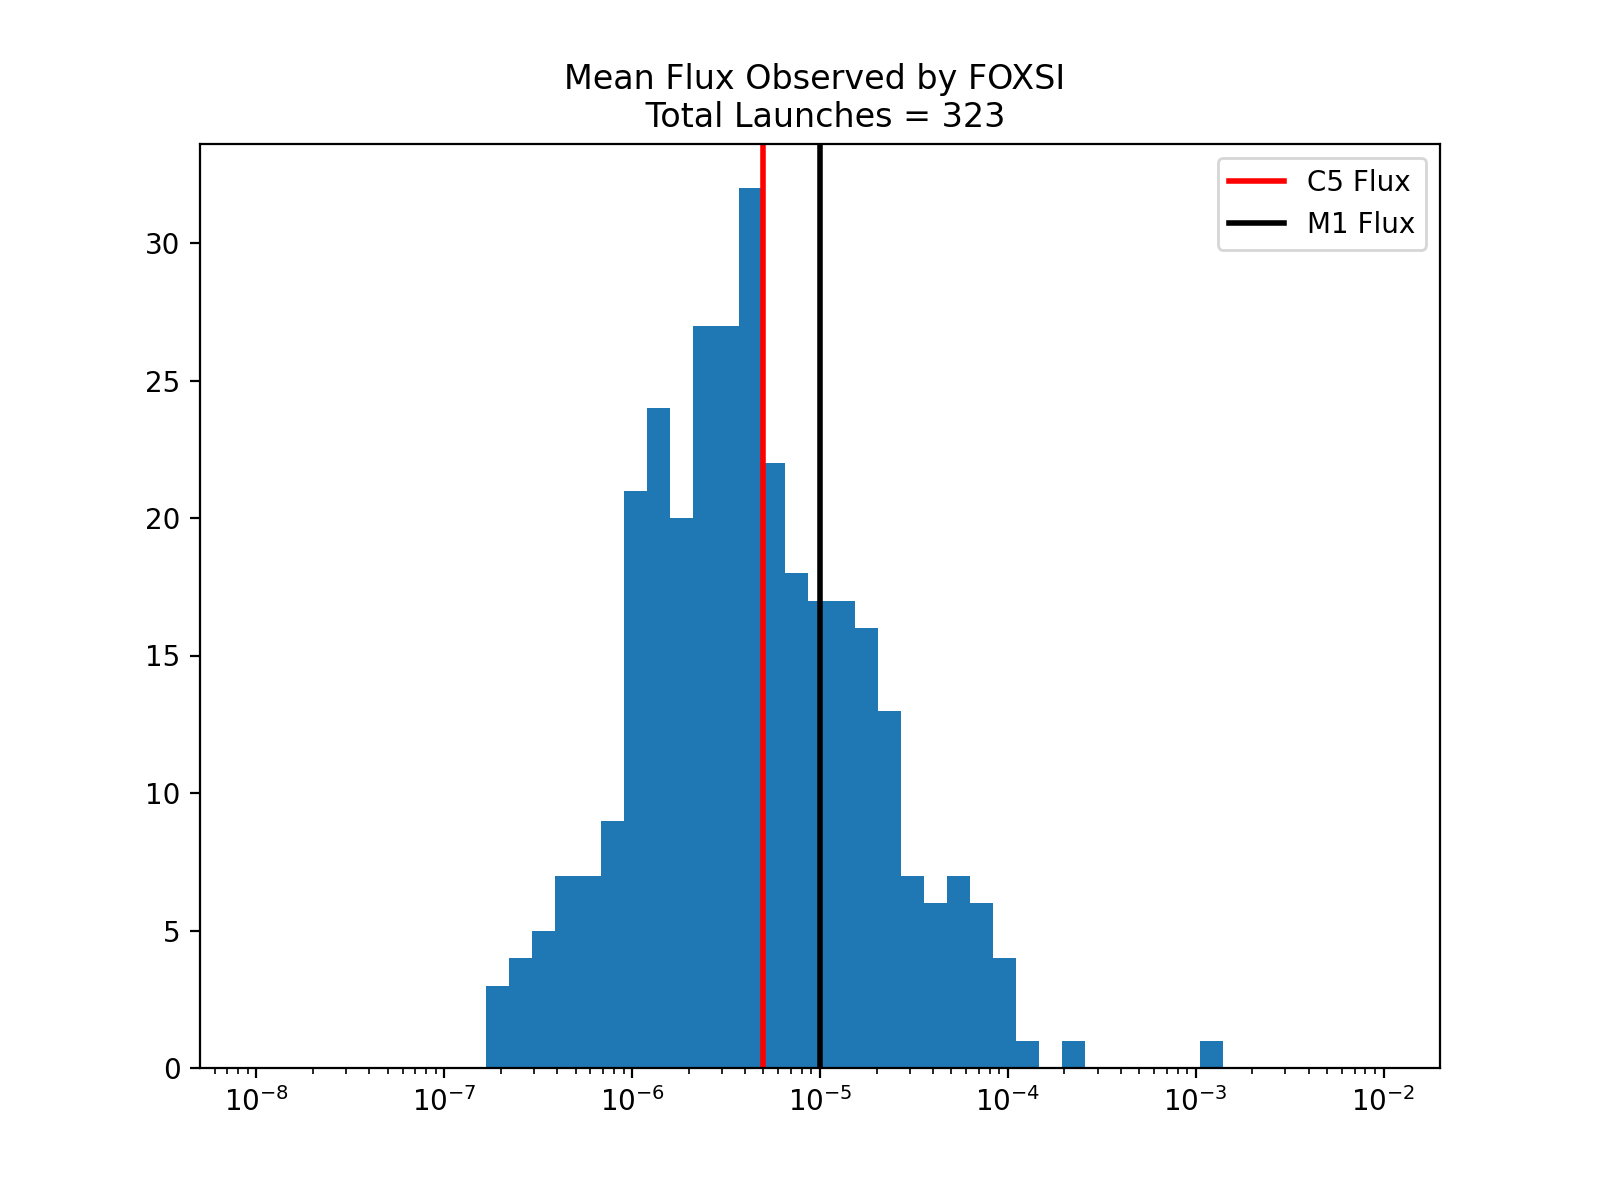 Mean Flux Observed by FOXSI
Total Launches = 323
C5 Flux
M1 Flux
30
25
20
15
10
5
0
10⁻⁸ 10⁻⁷ 10⁻⁶ 10⁻⁵ 10⁻⁴ 10⁻³ 10⁻²